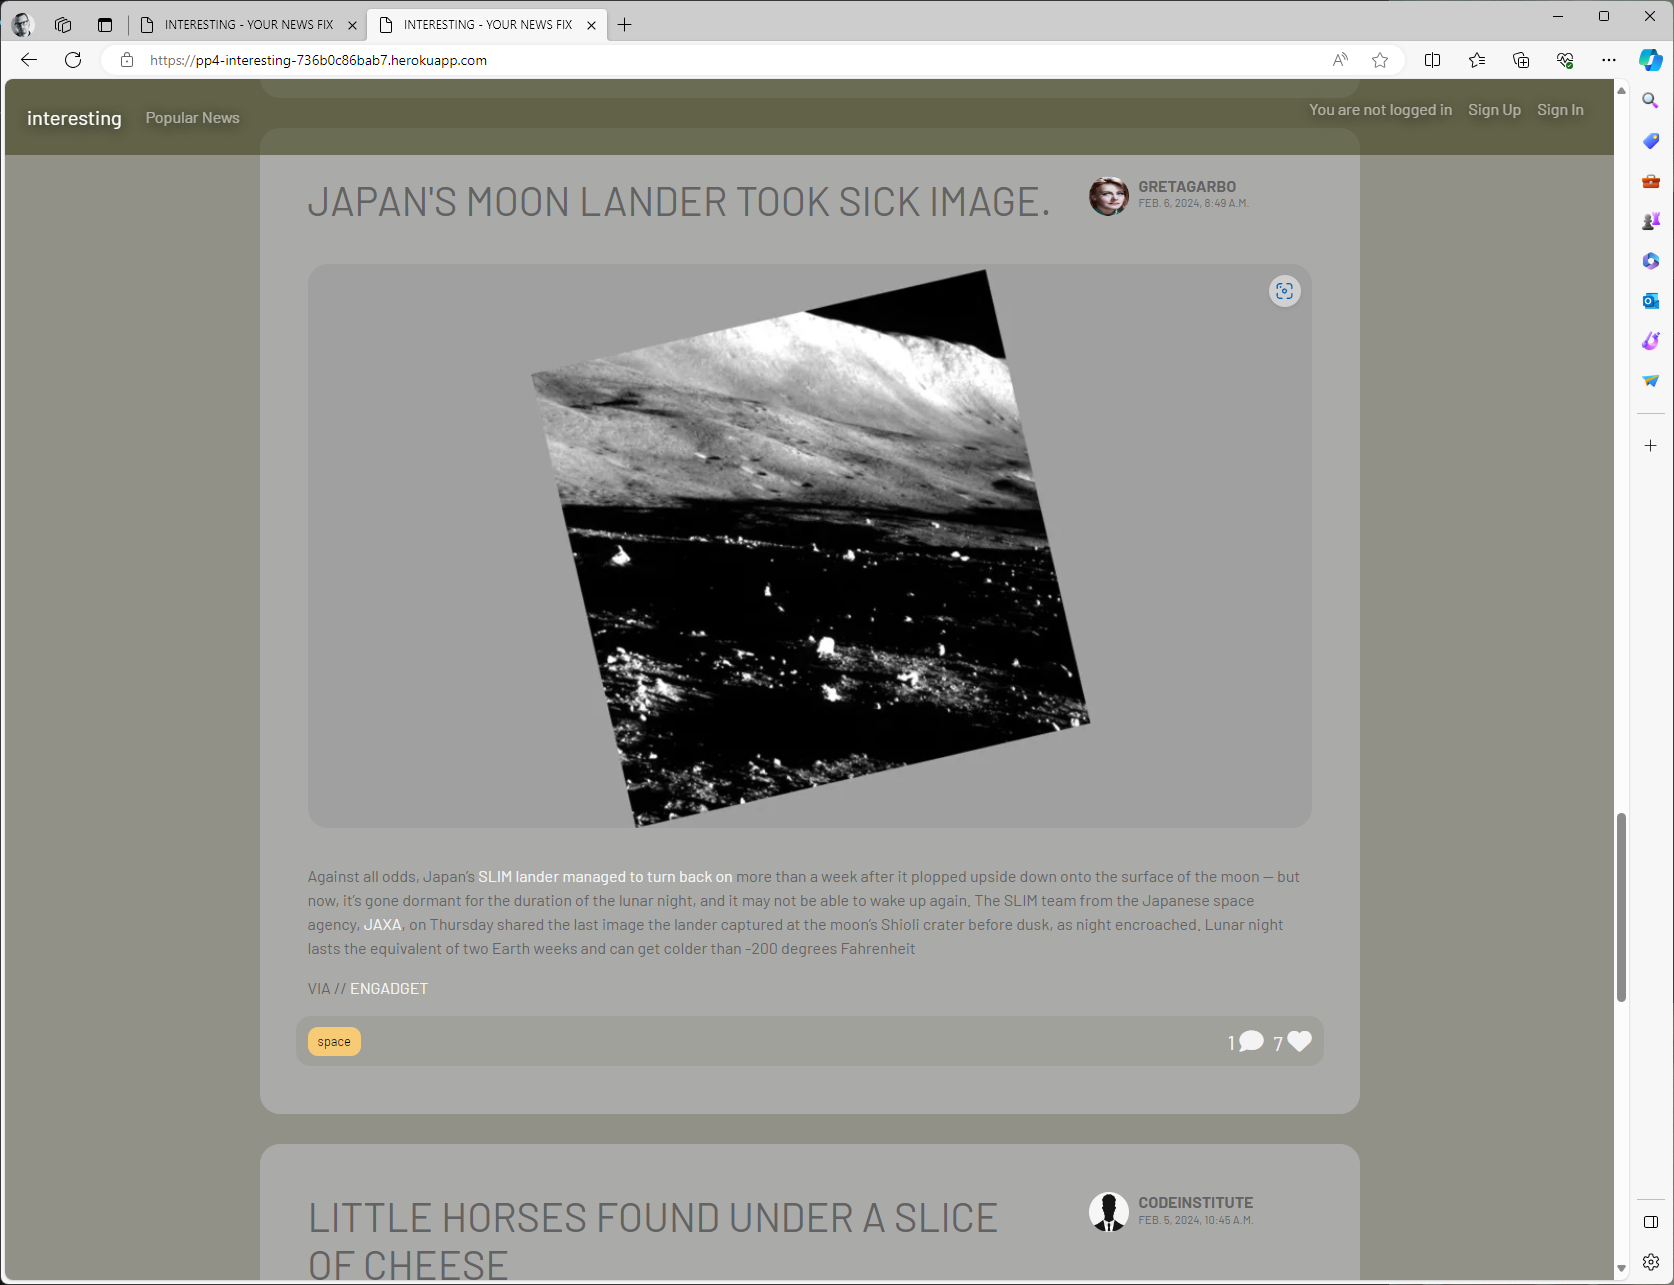 INTERESTING - YOUR NEWS FIX
INTERESTING - YOUR NEWS FIX
https://pp4-interesting-736b0c86bab7.herokuapp.com
interesting
Popular News
You are not logged in
Sign Up
Sign In
JAPAN'S MOON LANDER TOOK SICK IMAGE.
GRETAGARBO
FEB. 6, 2024, 8:49 A.M.
Against all odds, Japan's SLIM lander managed to turn back on more than a week after it plopped upside down onto the surface of the moon — but
now, it's gone dormant for the duration of the lunar night, and it may not be able to wake up again. The SLIM team from the Japanese space
agency, JAXA, on Thursday shared the last image the lander captured at the moon's Shioli crater before dusk, as night encroached. Lunar night
lasts the equivalent of two Earth weeks and can get colder than -200 degrees Fahrenheit
VIA // ENGADGET
space
1
7
LITTLE HORSES FOUND UNDER A SLICE
OF CHEESE
CODEINSTITUTE
FEB. 5, 2024, 10:45 A.M.